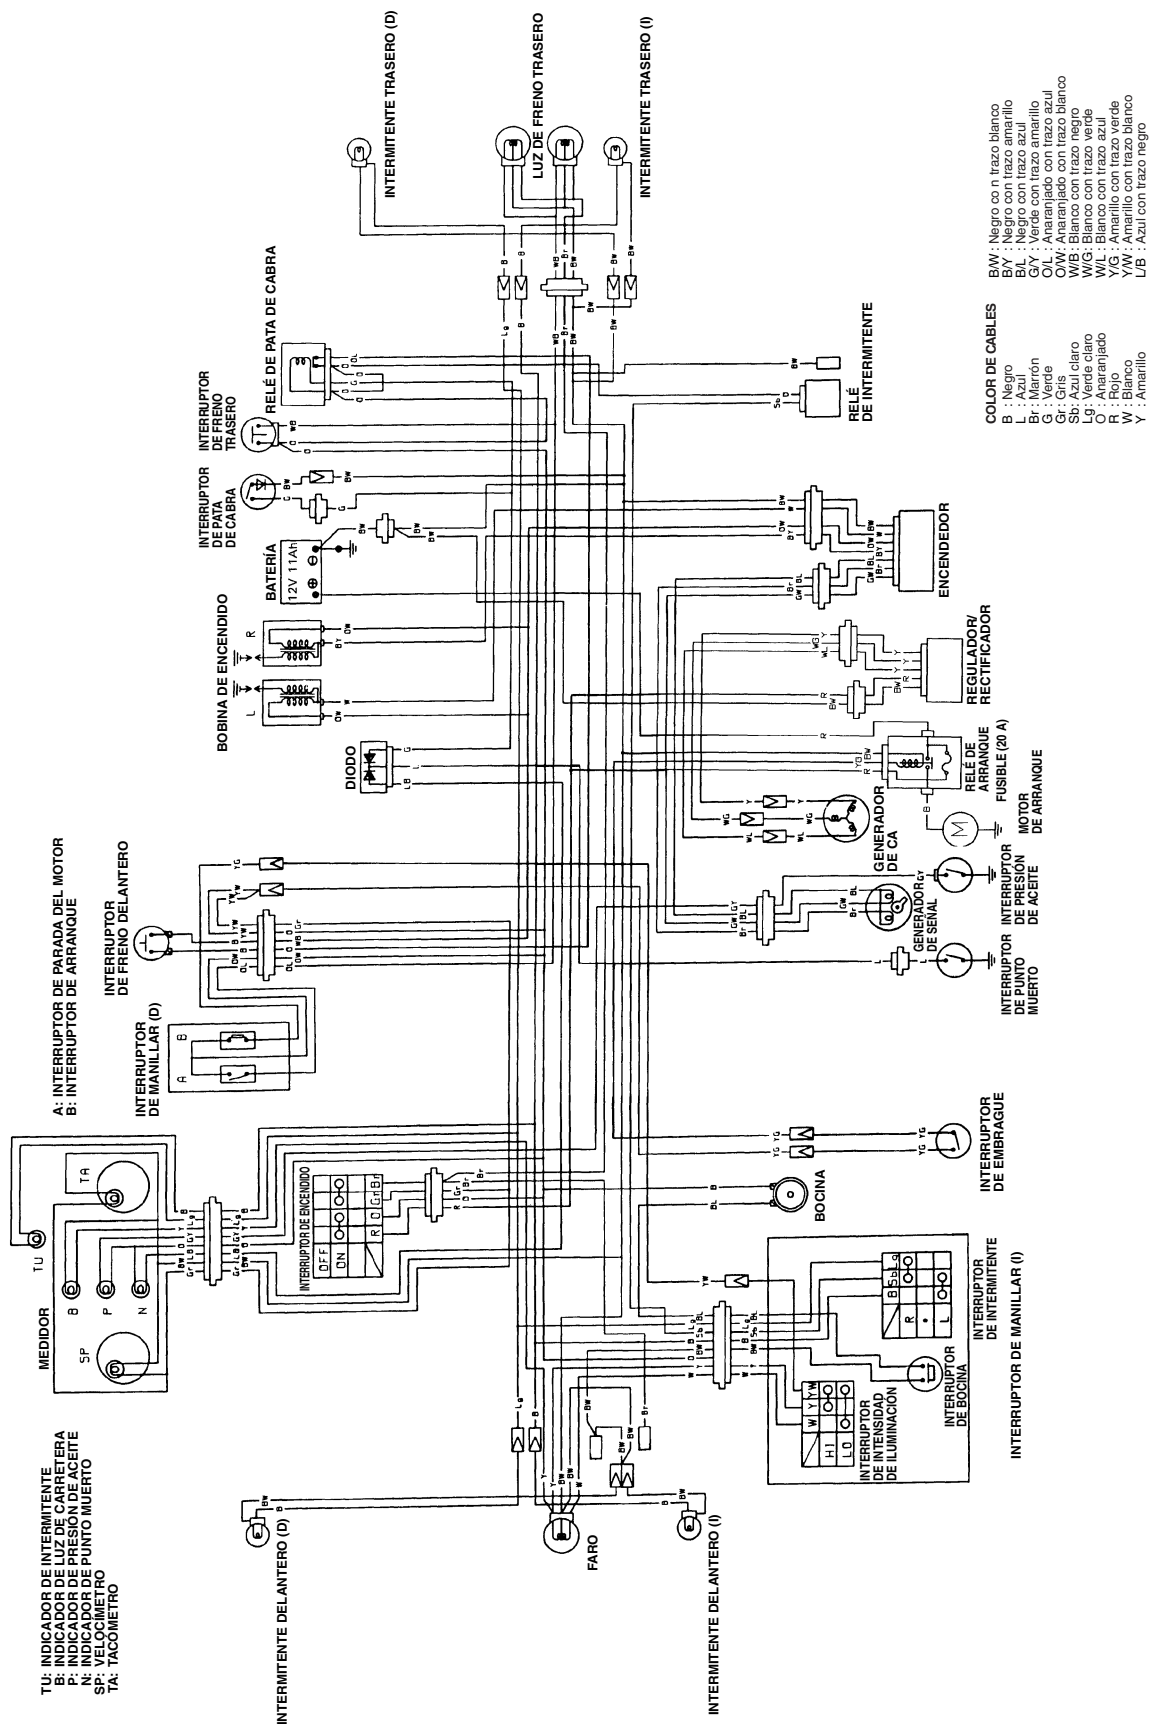 TU: INDICADOR DE INTERMITENTE
B: INDICADOR DE LUZ DE CARRETERA
P: INDICADOR DE PRESIÓN DE ACEITE
N: INDICADOR DE PUNTO MUERTO
SP: VELOCÍMETRO
TA: TACÓMETRO
MEDIDOR
TU
SP
TA
B
P
N
A: INTERRUPTOR DE PARADA DEL MOTOR
B: INTERRUPTOR DE ARRANQUE
INTERRUPTOR
DE MANILLAR (D)
A
B
INTERRUPTOR
DE FRENO DELANTERO
INTERRUPTOR DE ENCENDIDO
OFF
ON
R
O
Gr
Br
DIODO
G
L
LB
BOBINA DE ENCENDIDO
L
R
BATERÍA
12V 11Ah
INTERRUPTOR
DE PATA
DE CABRA
INTERRUPTOR
DE FRENO
TRASERO
RELÉ DE PATA DE CABRA
INTERMITENTE TRASERO (D)
LUZ DE FRENO TRASERO
INTERMITENTE TRASERO (I)
RELÉ
DE INTERMITENTE
ENCENDEDOR
REGULADOR/
RECTIFICADOR
RELÉ DE
ARRANQUE
FUSIBLE (20 A)
M
MOTOR
DE ARRANQUE
GENERADOR
DE CA
GENERADOR
DE SEÑAL
INTERRUPTOR
DE PRESIÓN
DE ACEITE
INTERRUPTOR
DE PUNTO
MUERTO
INTERRUPTOR
DE EMBRAGUE
BOCINA
INTERMITENTE DELANTERO (D)
FARO
INTERMITENTE DELANTERO (I)
W Y YW
HI
LO
INTERRUPTOR
DE INTENSIDAD
DE ILUMINACIÓN
INTERRUPTOR
DE BOCINA
B Sb Lg
R
L
INTERRUPTOR
DE INTERMITENTE
INTERRUPTOR DE MANILLAR (I)
COLOR DE CABLES
B : Negro
L : Azul
Br : Marrón
G : Verde
Gr : Gris
Sb: Azul claro
Lg: Verde claro
O : Anaranjado
R : Rojo
W : Blanco
Y : Amarillo
B/W : Negro co n trazo blanco
B/Y : Negro con trazo amarillo
B/L : Negro con trazo azul
G/Y : Verde con trazo amarillo
O/L : Anaranjado con trazo azul
O/W: Anaranjado con trazo blanco
W/B: Blanco con trazo negro
W/G: Blanco con trazo verde
W/L : Blanco con trazo azul
Y/G : Amarillo con trazo verde
Y/W : Amarillo con trazo blanco
L/B : Azul con trazo negro